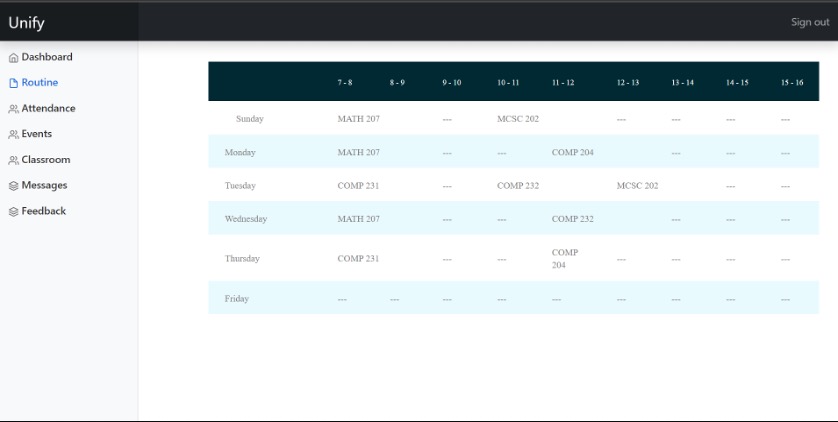 Unify
Sign out
Dashboard
Routine
Attendance
Events
Classroom
Messages
Feedback
7 - 8 8 - 9 9 - 10 10 - 11 11 - 12 12 - 13 13 - 14 14 - 15 15 - 16
Sunday MATH 207 --- MCSC 202 --- --- --- ---
Monday MATH 207 --- --- COMP 204 --- --- ---
Tuesday COMP 231 --- COMP 232 MCSC 202 --- ---
Wednesday MATH 207 --- --- COMP 232 --- --- ---
Thursday COMP 231 --- --- COMP 204 --- --- --- ---
Friday --- --- --- --- --- --- --- --- ---